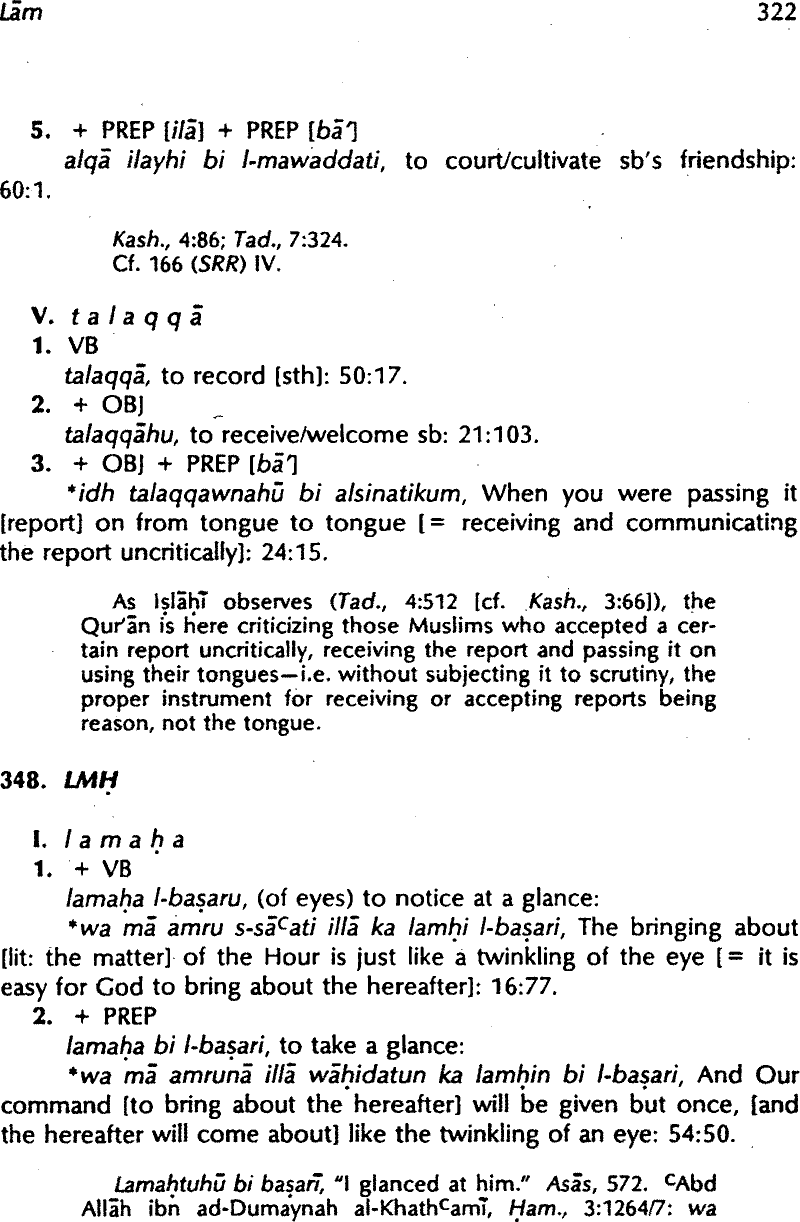 Lām 322
5. + PREP [ilā] + PREP [bāʾ]
alqā ilayhi bi l-mawaddati, to court/cultivate sb's friendship:
60:1.
Kash., 4:86; Tad., 7:324.
Cf. 166 (SRR) IV.
V. t a l a q q ā
1. VB
talaqqā, to record [sth]: 50:17.
2. + OBJ
talaqqāhu, to receive/welcome sb: 21:103.
3. + OBJ + PREP [bāʾ]
*idh talaqqawnahū bi alsinatikum, When you were passing it
[report] on from tongue to tongue [= receiving and communicating
the report uncritically]: 24:15.
As Iṣlāḥī observes (Tad., 4:512 [cf. Kash., 3:66]), the
Qurʾān is here criticizing those Muslims who accepted a cer-
tain report uncritically, receiving the report and passing it on
using their tongues—i.e. without subjecting it to scrutiny, the
proper instrument for receiving or accepting reports being
reason, not the tongue.
348. LMḤ
I. l a m a ḥ a
1. + VB
lamaḥa l-baṣaru, (of eyes) to notice at a glance:
*wa mā amru s-sāᶜati illā ka lamḥi l-baṣari, The bringing about
[lit: the matter] of the Hour is just like a twinkling of the eye [= it is
easy for God to bring about the hereafter]: 16:77.
2. + PREP
lamaḥa bi l-baṣari, to take a glance:
*wa mā amrunā illā wāḥidatun ka lamḥin bi l-baṣari, And Our
command [to bring about the hereafter] will be given but once, [and
the hereafter will come about] like the twinkling of an eye: 54:50.
Lamaḥtuhū bi baṣarī, "I glanced at him." Asās, 572. ᶜAbd
Allāh ibn ad-Dumaynah al-Khathᶜamī, Ḥam., 3:1264/7: wa